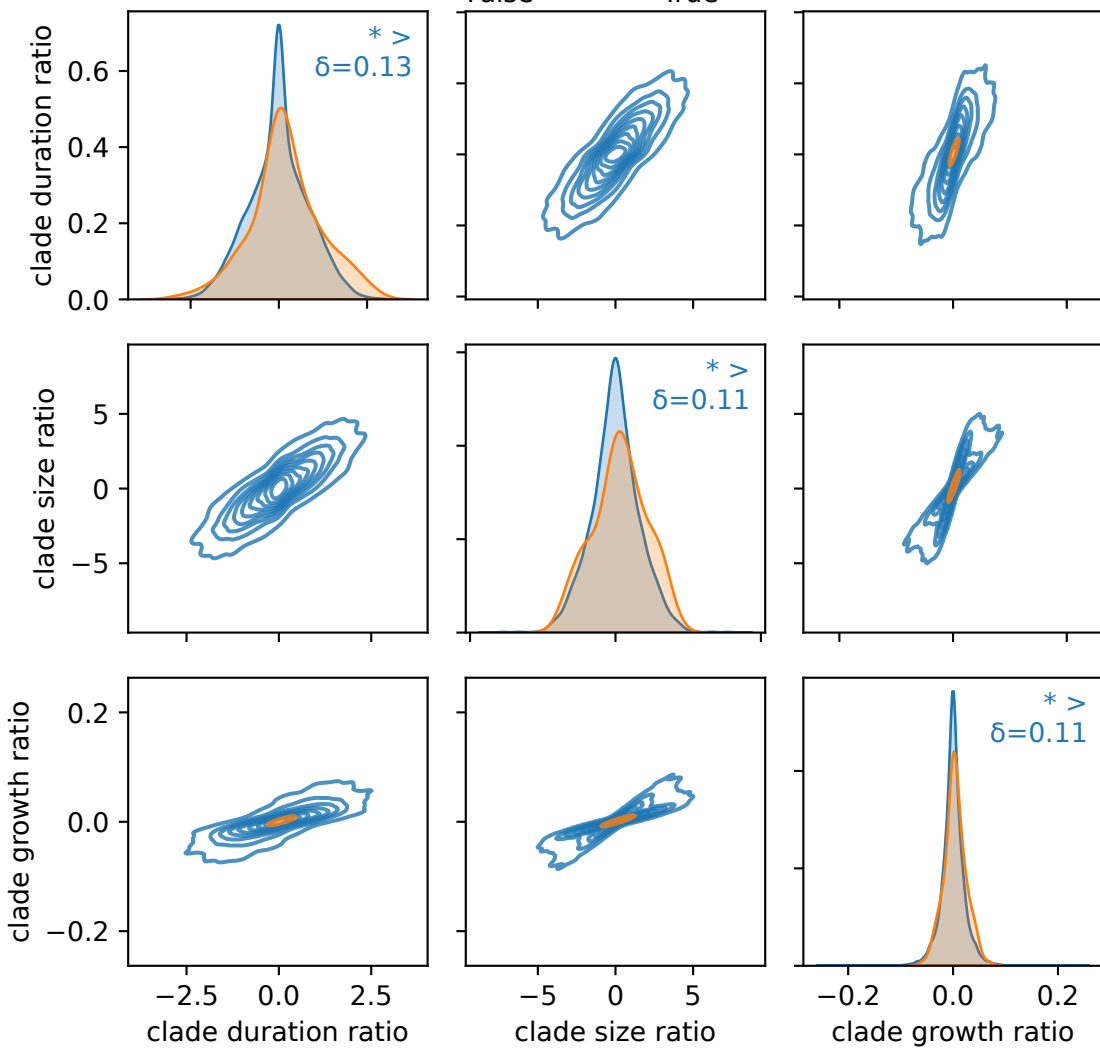 clade duration ratio
0.6
0.4
0.2
0.0
* >
δ=0.13
clade size ratio
5
0
−5
* >
δ=0.11
clade growth ratio
0.2
0.0
−0.2
* >
δ=0.11
−2.5 0.0 2.5
−5 0 5
−0.2 0.0 0.2
clade duration ratio
clade size ratio
clade growth ratio